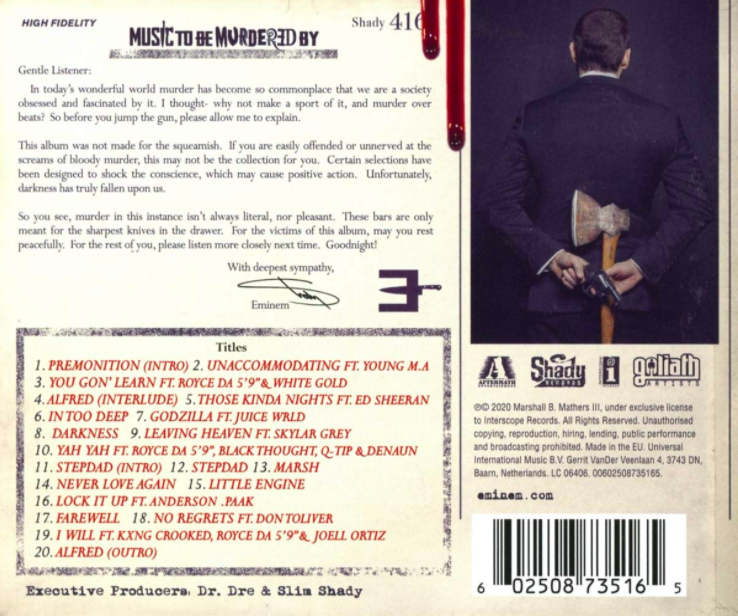 HIGH FIDELITY
Shady 416
MUSIC TO BE MURDERED BY
Gentle Listener:
In today's wonderful world murder has become so commonplace that we are a society
obsessed and fascinated by it. I thought- why not make a sport of it, and murder over
beats? So before you jump the gun, please allow me to explain.
This album was not made for the squeamish. If you are easily offended or unnerved at the
screams of bloody murder, this may not be the collection for you. Certain selections have
been designed to shock the conscience, which may cause positive action. Unfortunately,
darkness has truly fallen upon us.
So you see, murder in this instance isn't always literal, nor pleasant. These bars are only
meant for the sharpest knives in the drawer. For the victims of this album, may you rest
peacefully. For the rest of you, please listen more closely next time. Goodnight!
With deepest sympathy,
Eminem
Titles
1. PREMONITION (INTRO) 2. UNACCOMMODATING FT. YOUNG M.A
3. YOU GON' LEARN FT. ROYCE DA 5'9" & WHITE GOLD
4. ALFRED (INTERLUDE) 5. THOSE KINDA NIGHTS FT. ED SHEERAN
6. IN TOO DEEP 7. GODZILLA FT. JUICE WRLD
8. DARKNESS 9. LEAVING HEAVEN FT. SKYLAR GREY
10. YAH YAH FT. ROYCE DA 5'9", BLACK THOUGHT, Q-TIP & DENAUN
11. STEPDAD (INTRO) 12. STEPDAD 13. MARSH
14. NEVER LOVE AGAIN 15. LITTLE ENGINE
16. LOCK IT UP FT. ANDERSON .PAAK
17. FAREWELL 18. NO REGRETS FT. DON TOLIVER
19. I WILL FT. KXNG CROOKED, ROYCE DA 5'9" & JOELL ORTIZ
20. ALFRED (OUTRO)
Executive Producers: Dr. Dre & Slim Shady
AFTERMATH
ENTERTAINMENT
Shady
RECORDS
i
goliath
ARTISTS
℗© 2020 Marshall B. Mathers III, under exclusive license
to Interscope Records. All Rights Reserved. Unauthorised
copying, reproduction, hiring, lending, public performance
and broadcasting prohibited. Made in the EU. Universal
International Music B.V. Gerrit VanDer Veenlaan 4, 3743 DN,
Baarn, Netherlands. LC 06406. 00602508735165.
eminem.com
6 02508 73516 5